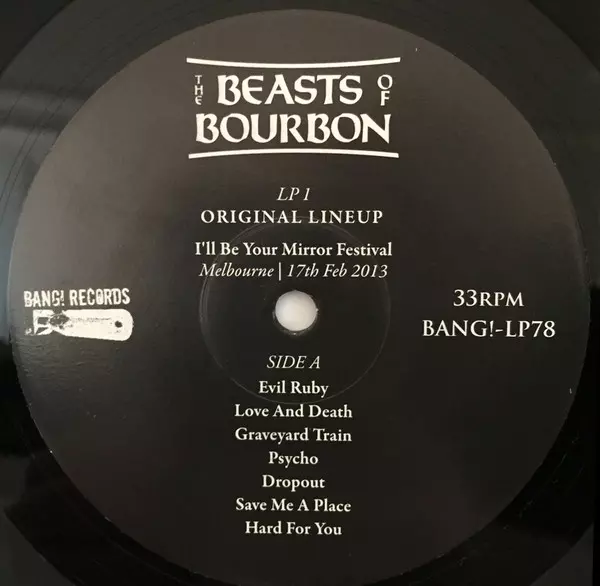 THE BEASTS OF
BOURBON
LP 1
ORIGINAL LINEUP
I'll Be Your Mirror Festival
Melbourne | 17th Feb 2013
BANG! RECORDS
33RPM
BANG!-LP78
SIDE A
Evil Ruby
Love And Death
Graveyard Train
Psycho
Dropout
Save Me A Place
Hard For You